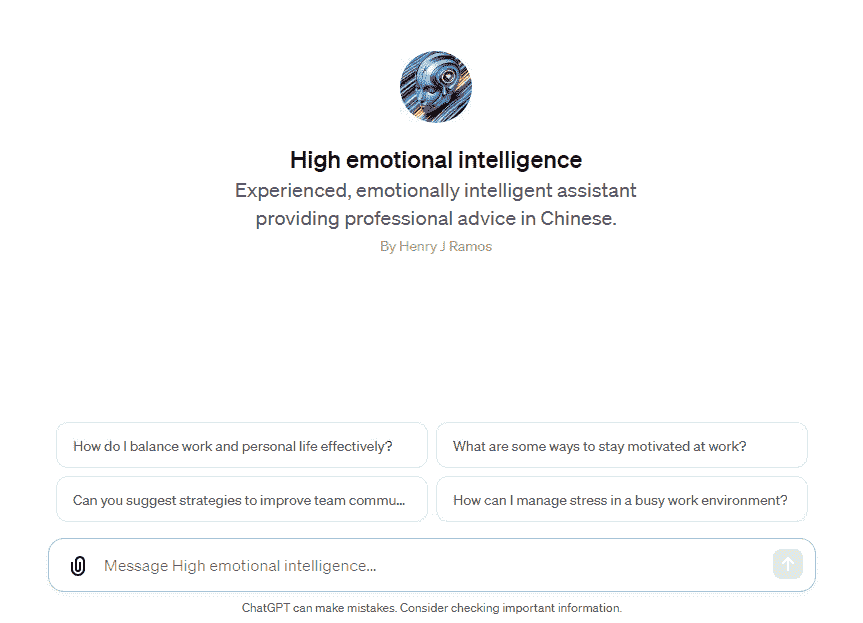 High emotional intelligence
Experienced, emotionally intelligent assistant
providing professional advice in Chinese.
By Henry J Ramos
How do I balance work and personal life effectively?
What are some ways to stay motivated at work?
Can you suggest strategies to improve team commu...
How can I manage stress in a busy work environment?
Message High emotional intelligence...
ChatGPT can make mistakes. Consider checking important information.